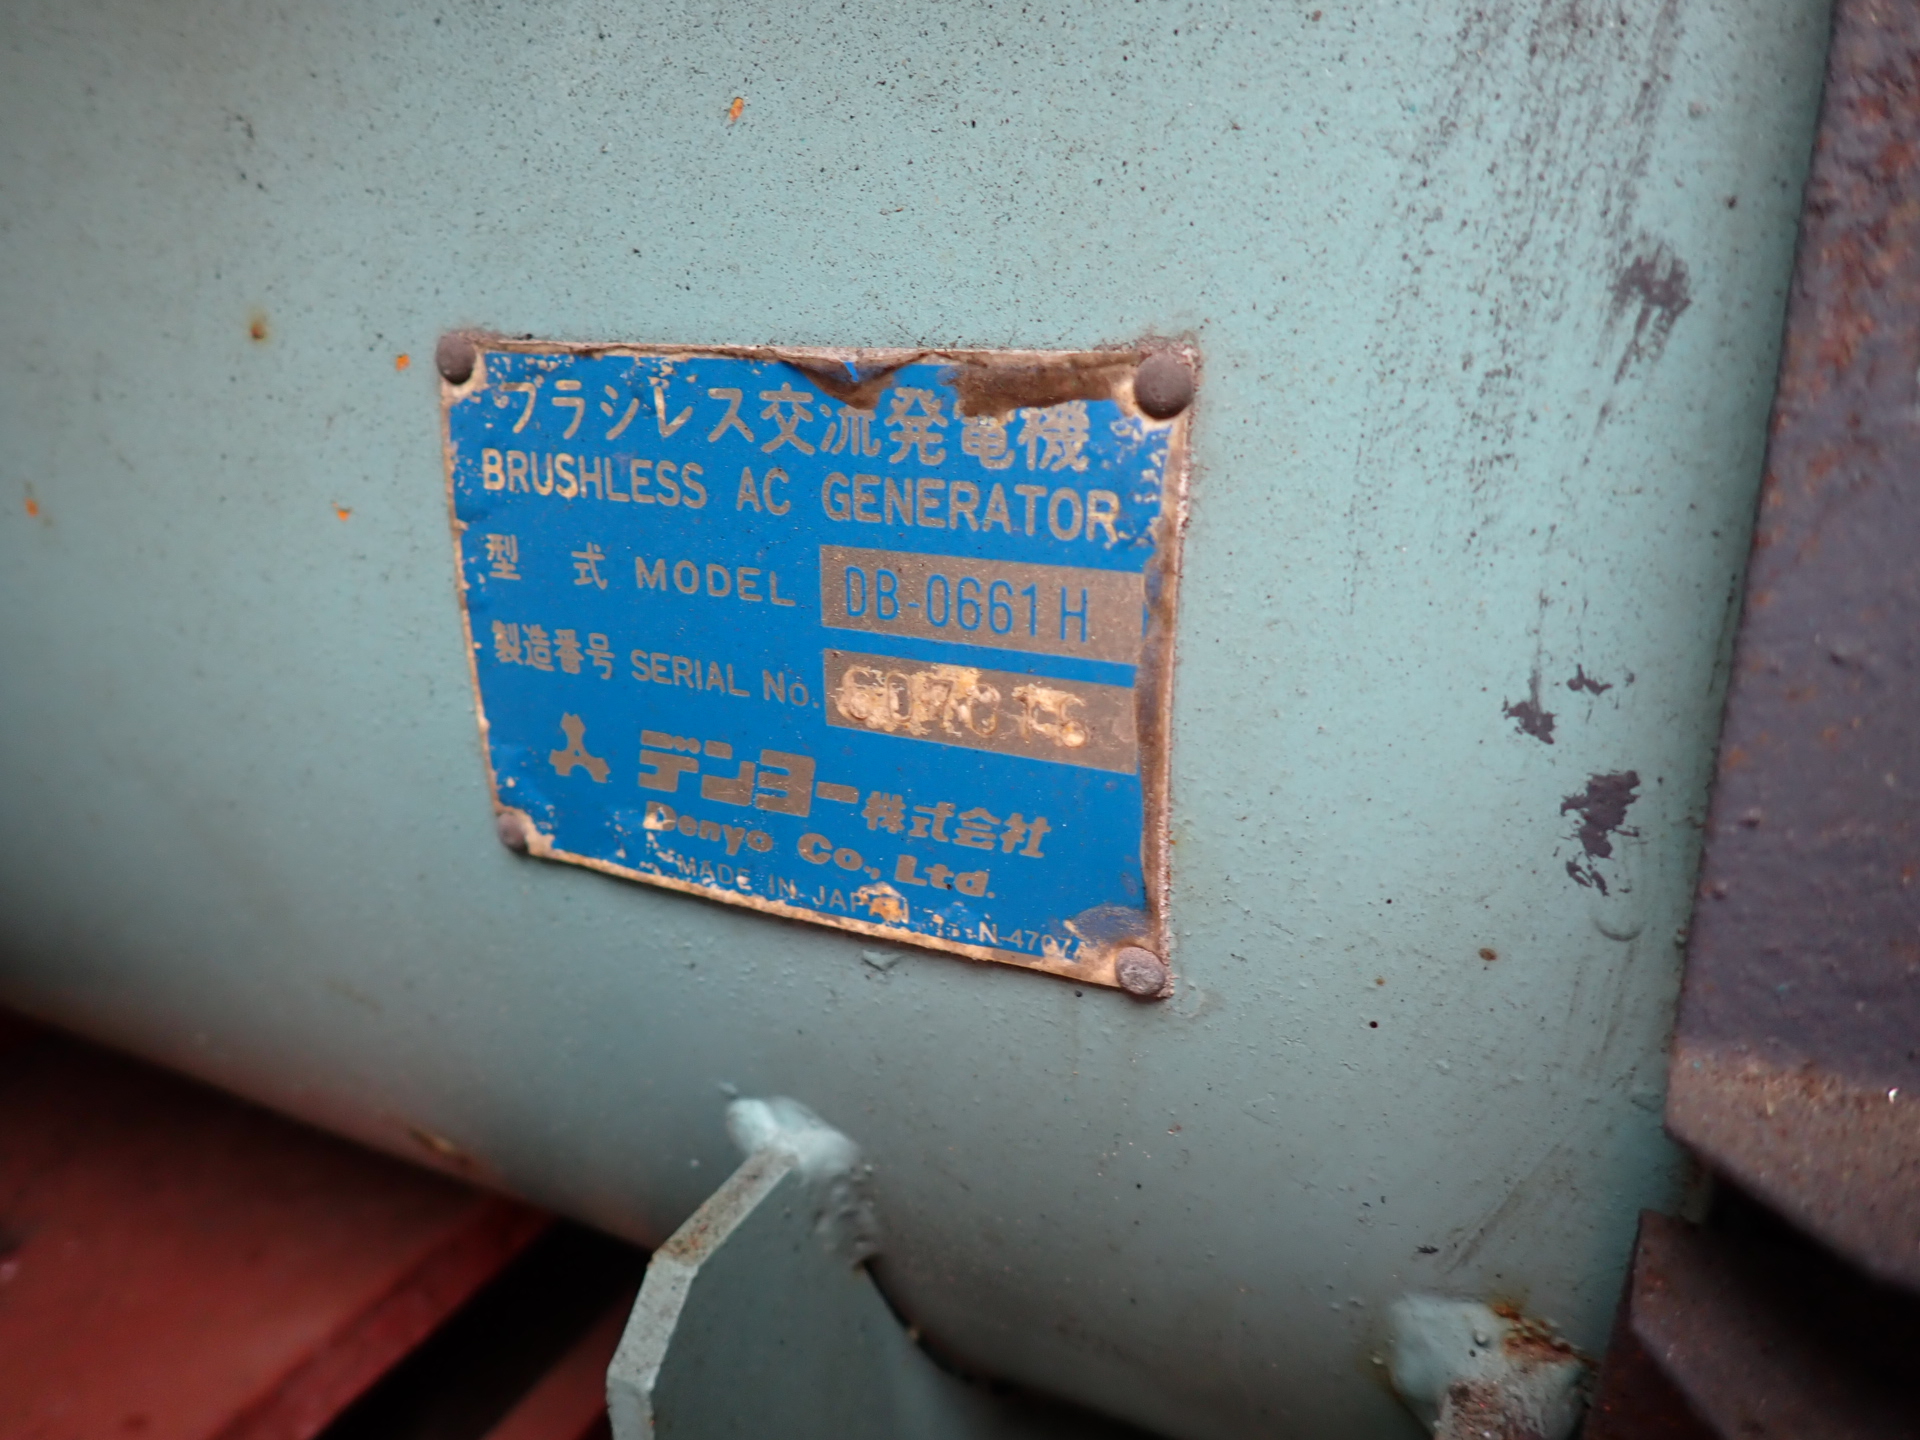 ブラシレス交流発電機
BRUSHLESS AC GENERATOR
型 式 MODEL DB-0661H
製造番号 SERIAL No.
デンヨー株式会社
Denyo Co., Ltd.
MADE IN JAPAN